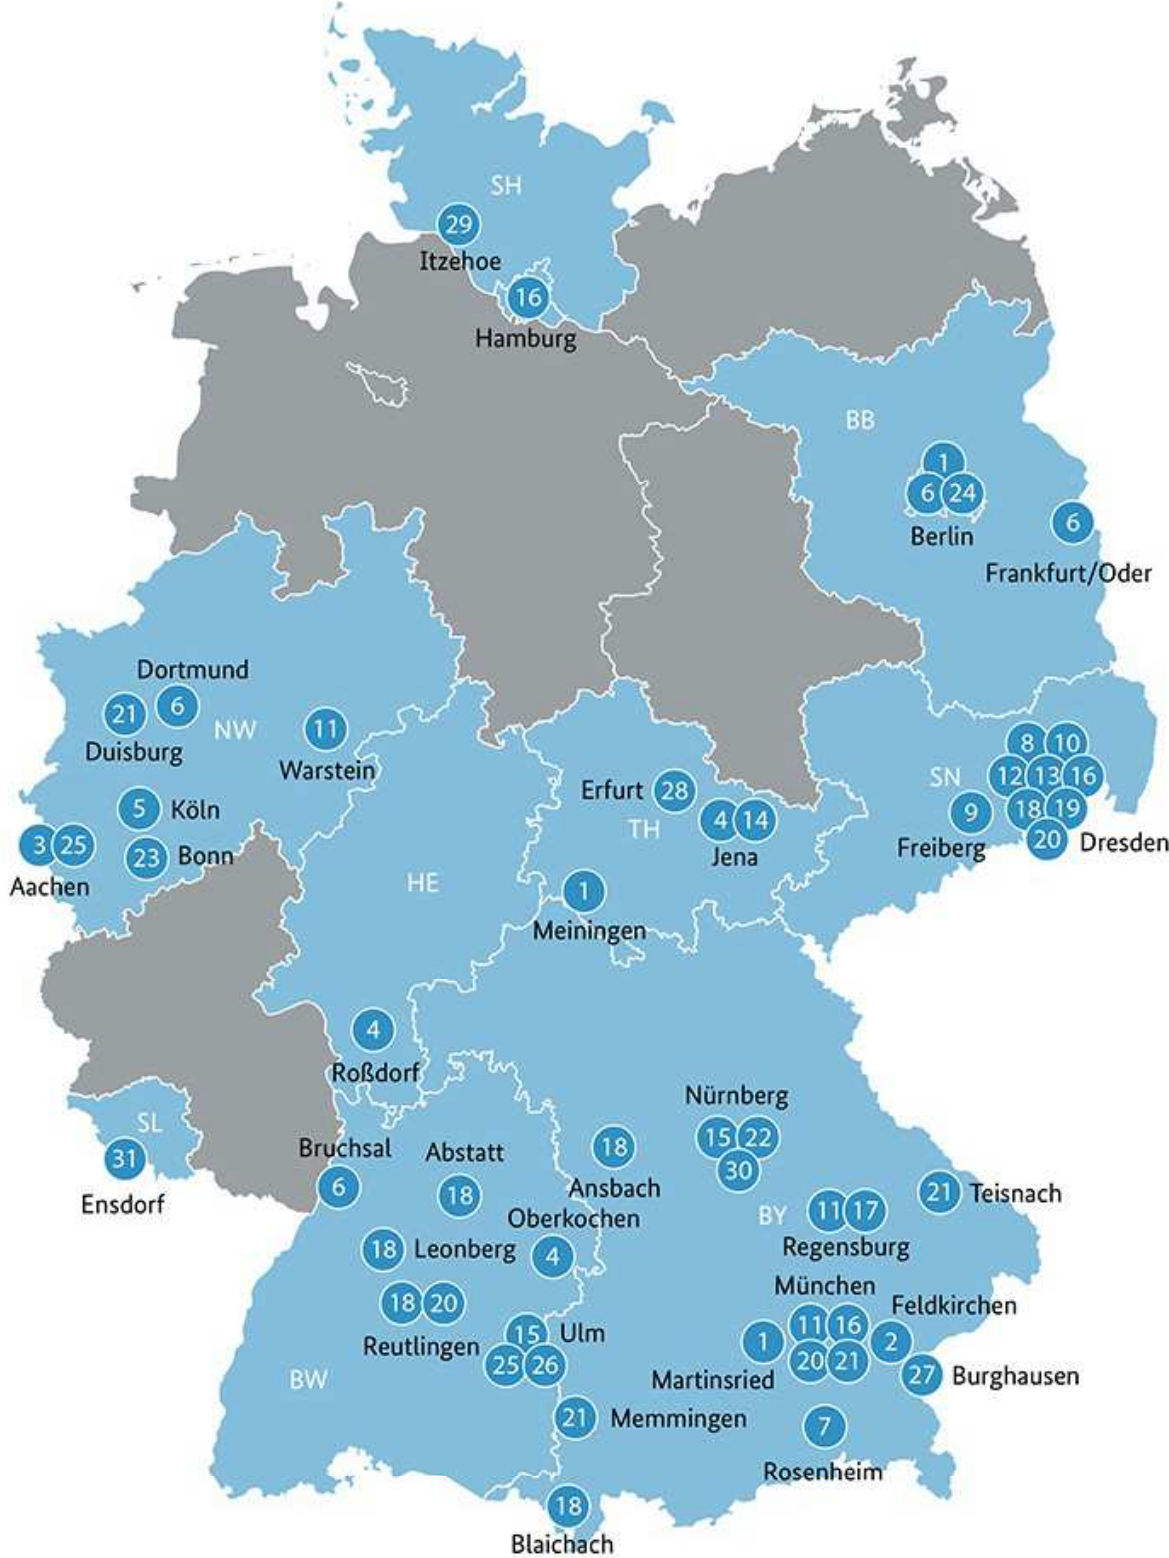 SH
29
Itzehoe
16
Hamburg
BB
1
6 24
Berlin
6
Frankfurt/Oder
Dortmund
21 6
NW
Duisburg
11
Warstein
5 Köln
3 25
Aachen
23 Bonn
HE
Erfurt 28
TH
4 14
Jena
1
Meiningen
SN
8 10
12 13 16
18 19
20 Dresden
9
Freiberg
4
Roßdorf
SL
31
Ensdorf
Bruchsal
6
Abstatt
18
18
Ansbach
Oberkochen
4
18 Leonberg
18 20
Reutlingen
15 Ulm
25 26
BW
Nürnberg
15 22
30
BY
11 17
Regensburg
21 Teisnach
München
11 16
20 21
Feldkirchen
2
1
Martinsried
27 Burghausen
21 Memmingen
7
Rosenheim
18
Blaichach